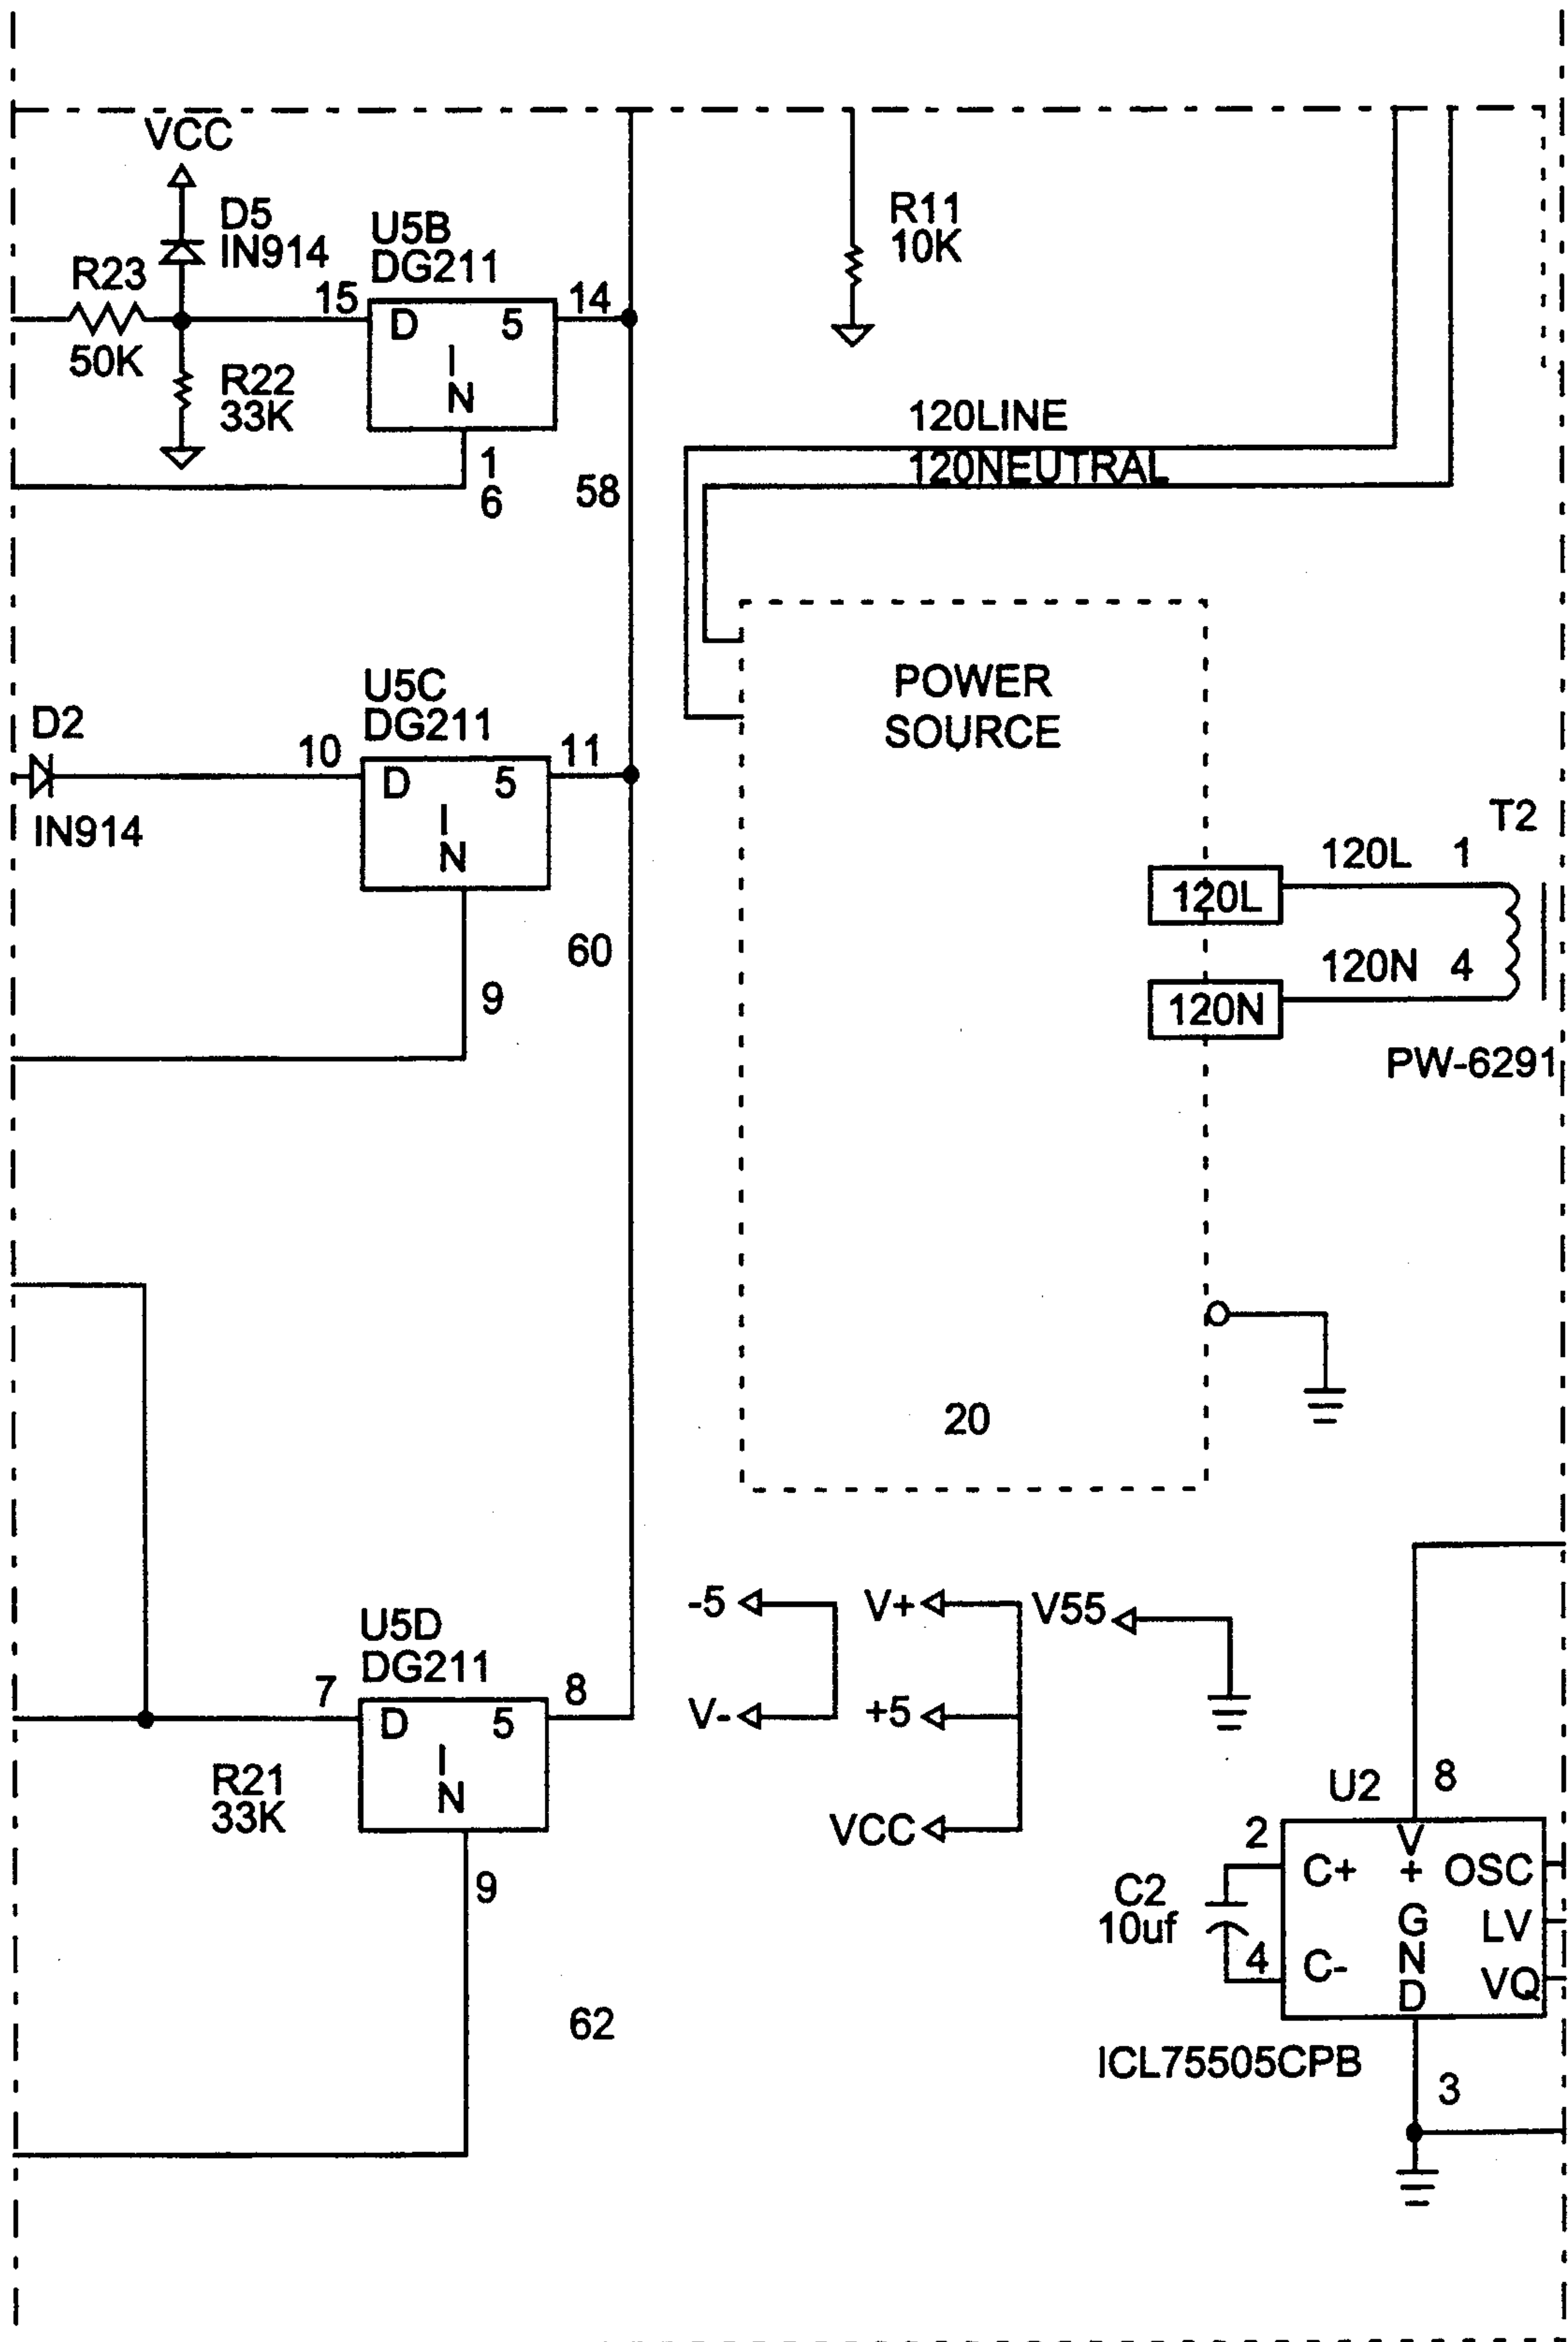 VCC
D5
IN914
U5B
DG211
R23
50K
15
D 5
I
N
14
R22
33K
1
6
58
R11
10K
120LINE
120NEUTRAL
POWER
SOURCE
U5C
DG211
D2
IN914
10
D 5
I
N
11
9
60
T2
120L 1
120L
120N 4
120N
PW-6291
20
-5
V-
V+
+5
VCC
V55
U5D
DG211
7
D 5
I
N
8
R21
33K
9
62
U2
8
2
C2
10uf
4
C+
V
+
OSC
G
N
D
LV
C-
VQ
ICL75505CPB
3